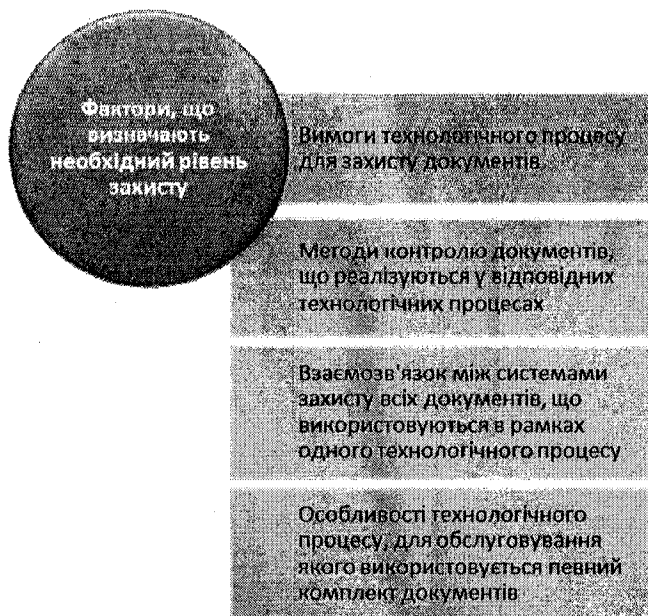 Фактори, що
визначають
необхідний рівень
захисту
Вимоги технологічного процесу
для захисту документів
Методи контролю документів,
що реалізуються у відповідних
технологічних процесах
Взаємозв'язок між системами
захисту всіх документів, що
використовуються в рамках
одного технологічного процесу
Особливості технологічного
процесу, для обслуговування
якого використовується певний
комплект документів